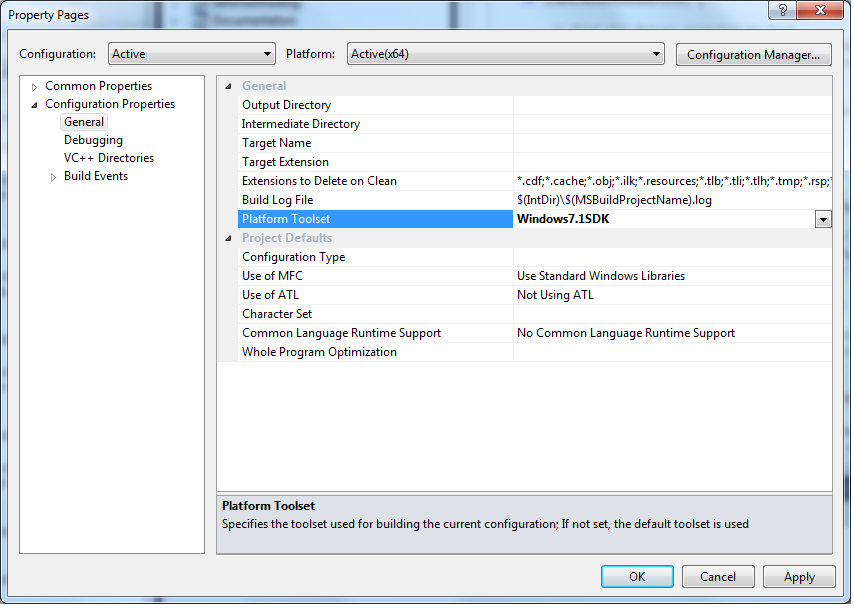 Property Pages
Configuration: Active Platform: Active(x64) Configuration Manager...
Common Properties
Configuration Properties
General
Debugging
VC++ Directories
Build Events
General
Output Directory
Intermediate Directory
Target Name
Target Extension
Extensions to Delete on Clean *.cdf;*.cache;*.obj;*.ilk;*.resources;*.tlb;*.tli;*.tlh;*.tmp;*.rsp;*
Build Log File $(IntDir)\$(MSBuildProjectName).log
Platform Toolset Windows7.1SDK
Project Defaults
Configuration Type
Use of MFC Use Standard Windows Libraries
Use of ATL Not Using ATL
Character Set
Common Language Runtime Support No Common Language Runtime Support
Whole Program Optimization
Platform Toolset
Specifies the toolset used for building the current configuration; If not set, the default toolset is used
OK Cancel Apply